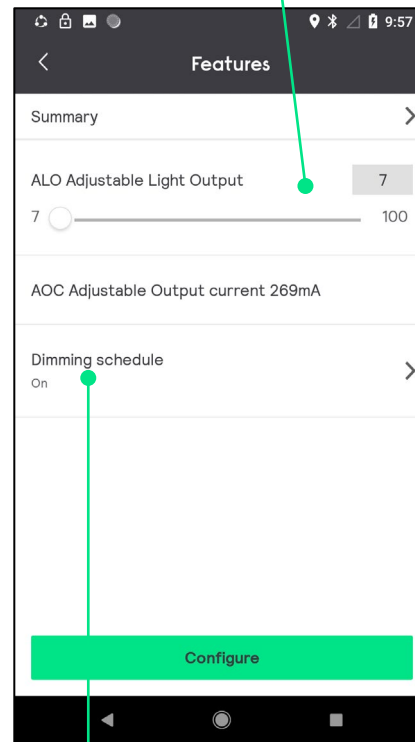 9:57
Features
Summary
ALO Adjustable Light Output 7
7 100
AOC Adjustable Output current 269mA
Dimming schedule
On
Configure